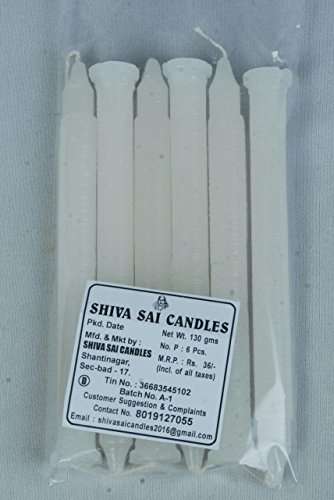 SHIVA SAI CANDLES
Pkd. Date
Net Wt. 130 gms
Mfd. & Mkt by :
No. P : 6 Pcs.
SHIVA SAI CANDLES
M.R.P. : Rs. 36/-
Shantinagar,
(Incl. of all taxes)
Sec-bad - 17.
B
Tin No. : 36683545102
Batch No. A-1
Customer Suggestion & Complaints
Contact No. 8019127055
Email : shivasaicandles2016@gmail.com